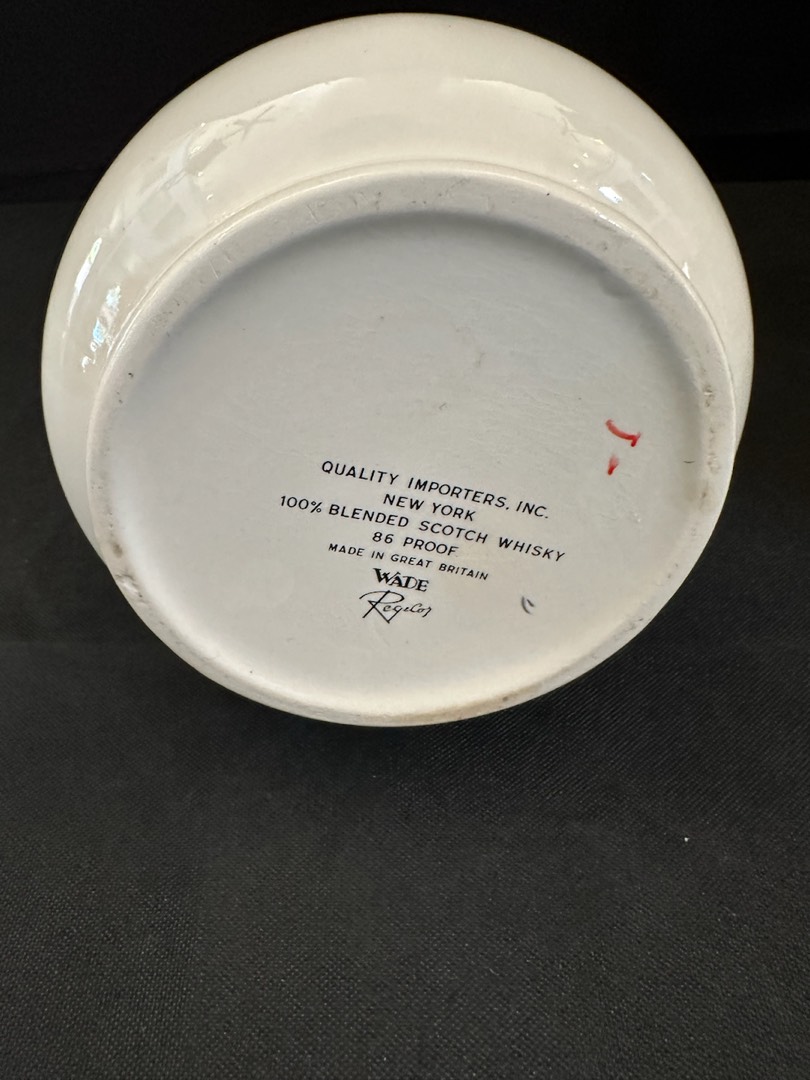 QUALITY IMPORTERS, INC.
NEW YORK
100% BLENDED SCOTCH WHISKY
86 PROOF
MADE IN GREAT BRITAIN
WADE
Regicor